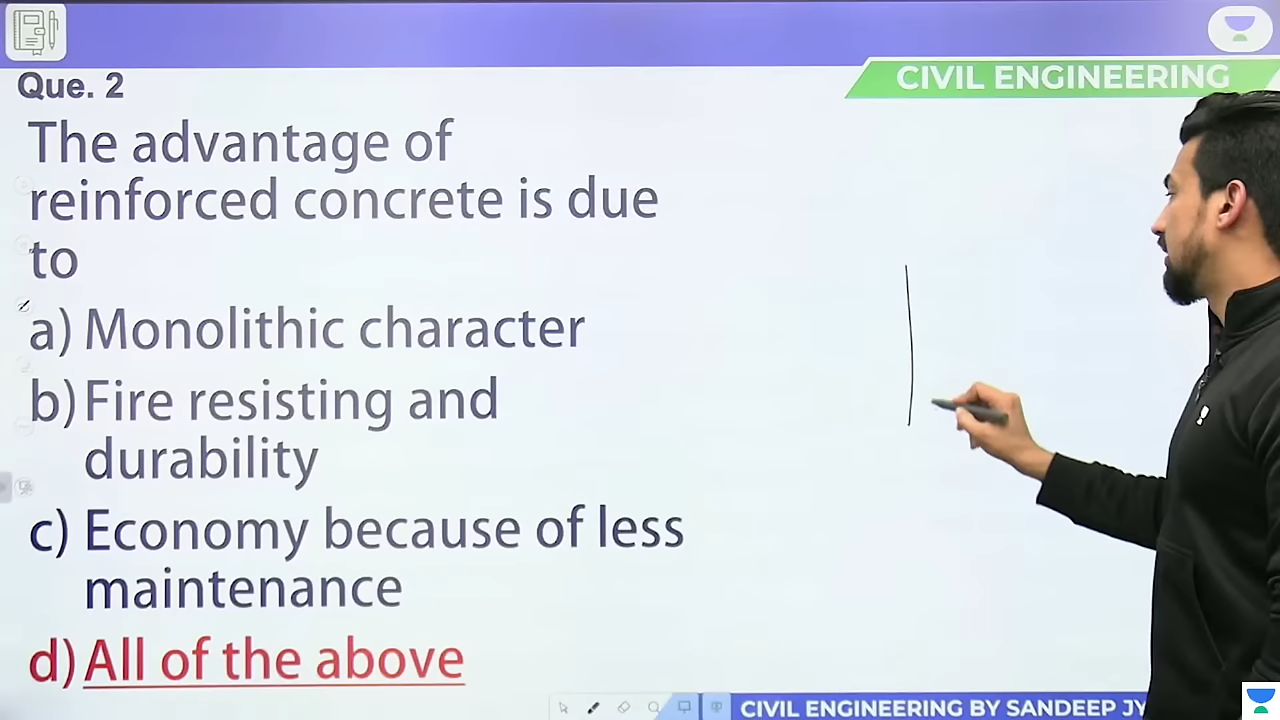 Que. 2
CIVIL ENGINEERING
The advantage of
reinforced concrete is due
to
a) Monolithic character
b) Fire resisting and
durability
c) Economy because of less
maintenance
d) All of the above
CIVIL ENGINEERING BY SANDEEP JY